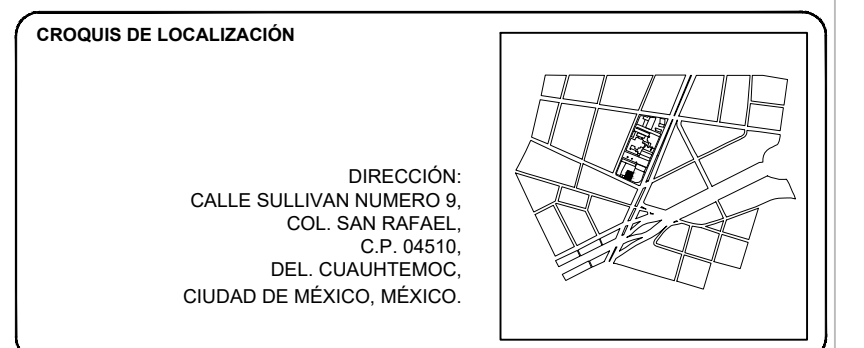 CROQUIS DE LOCALIZACIÓN
DIRECCIÓN:
CALLE SULLIVAN NUMERO 9,
COL. SAN RAFAEL,
C.P. 04510,
DEL. CUAUHTEMOC,
CIUDAD DE MÉXICO, MÉXICO.